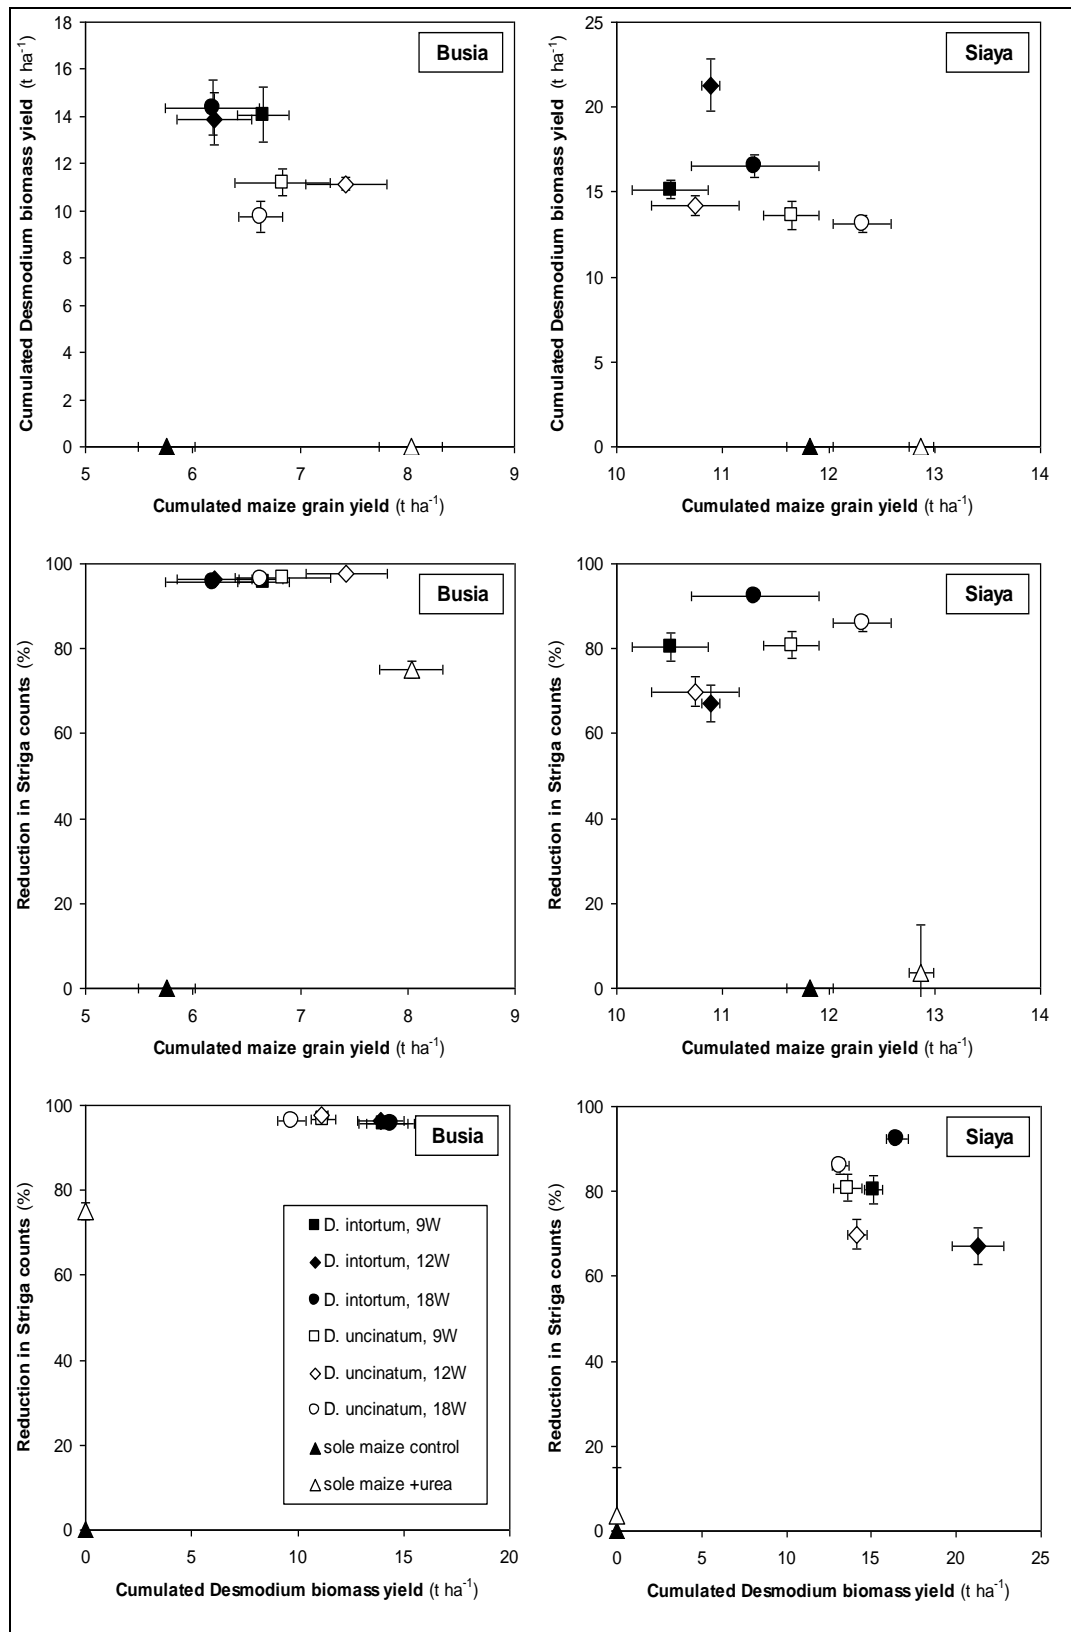 Busia
Cumulated Desmodium biomass yield (t ha-1)
18
16
14
12
10
8
6
4
2
0
5 6 7 8 9
Cumulated maize grain yield (t ha-1)
Siaya
Cumulated Desmodium biomass yield (t ha-1)
25
20
15
10
5
0
10 11 12 13 14
Cumulated maize grain yield (t ha-1)
Busia
Reduction in Striga counts (%)
100
80
60
40
20
0
5 6 7 8 9
Cumulated maize grain yield (t ha-1)
Siaya
Reduction in Striga counts (%)
100
80
60
40
20
0
10 11 12 13 14
Cumulated maize grain yield (t ha-1)
Busia
Reduction in Striga counts (%)
100
80
60
40
20
0
D. intortum, 9W
D. intortum, 12W
D. intortum, 18W
D. uncinatum, 9W
D. uncinatum, 12W
D. uncinatum, 18W
sole maize control
sole maize +urea
0 10 15 20
Cumulated Desmodium biomass yield (t ha-1)
Siaya
Reduction in Striga counts (%)
100
80
60
40
20
0
0 5 10 15 20 25
Cumulated Desmodium biomass yield (t ha-1)